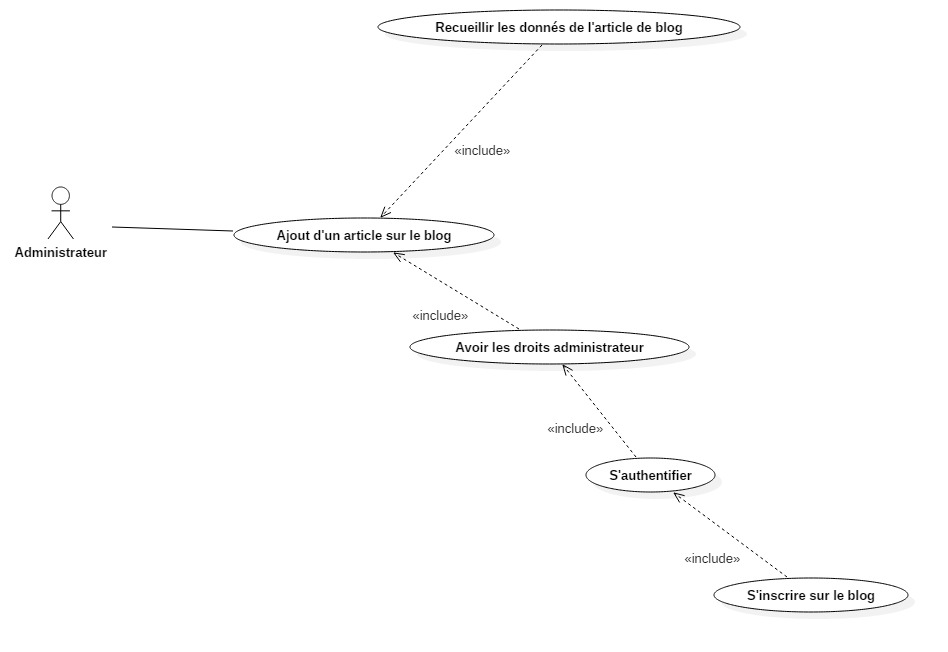 Recueillir les donnés de l'article de blog
«include»
Administrateur
Ajout d'un article sur le blog
«include»
Avoir les droits administrateur
«include»
S'authentifier
«include»
S'inscrire sur le blog